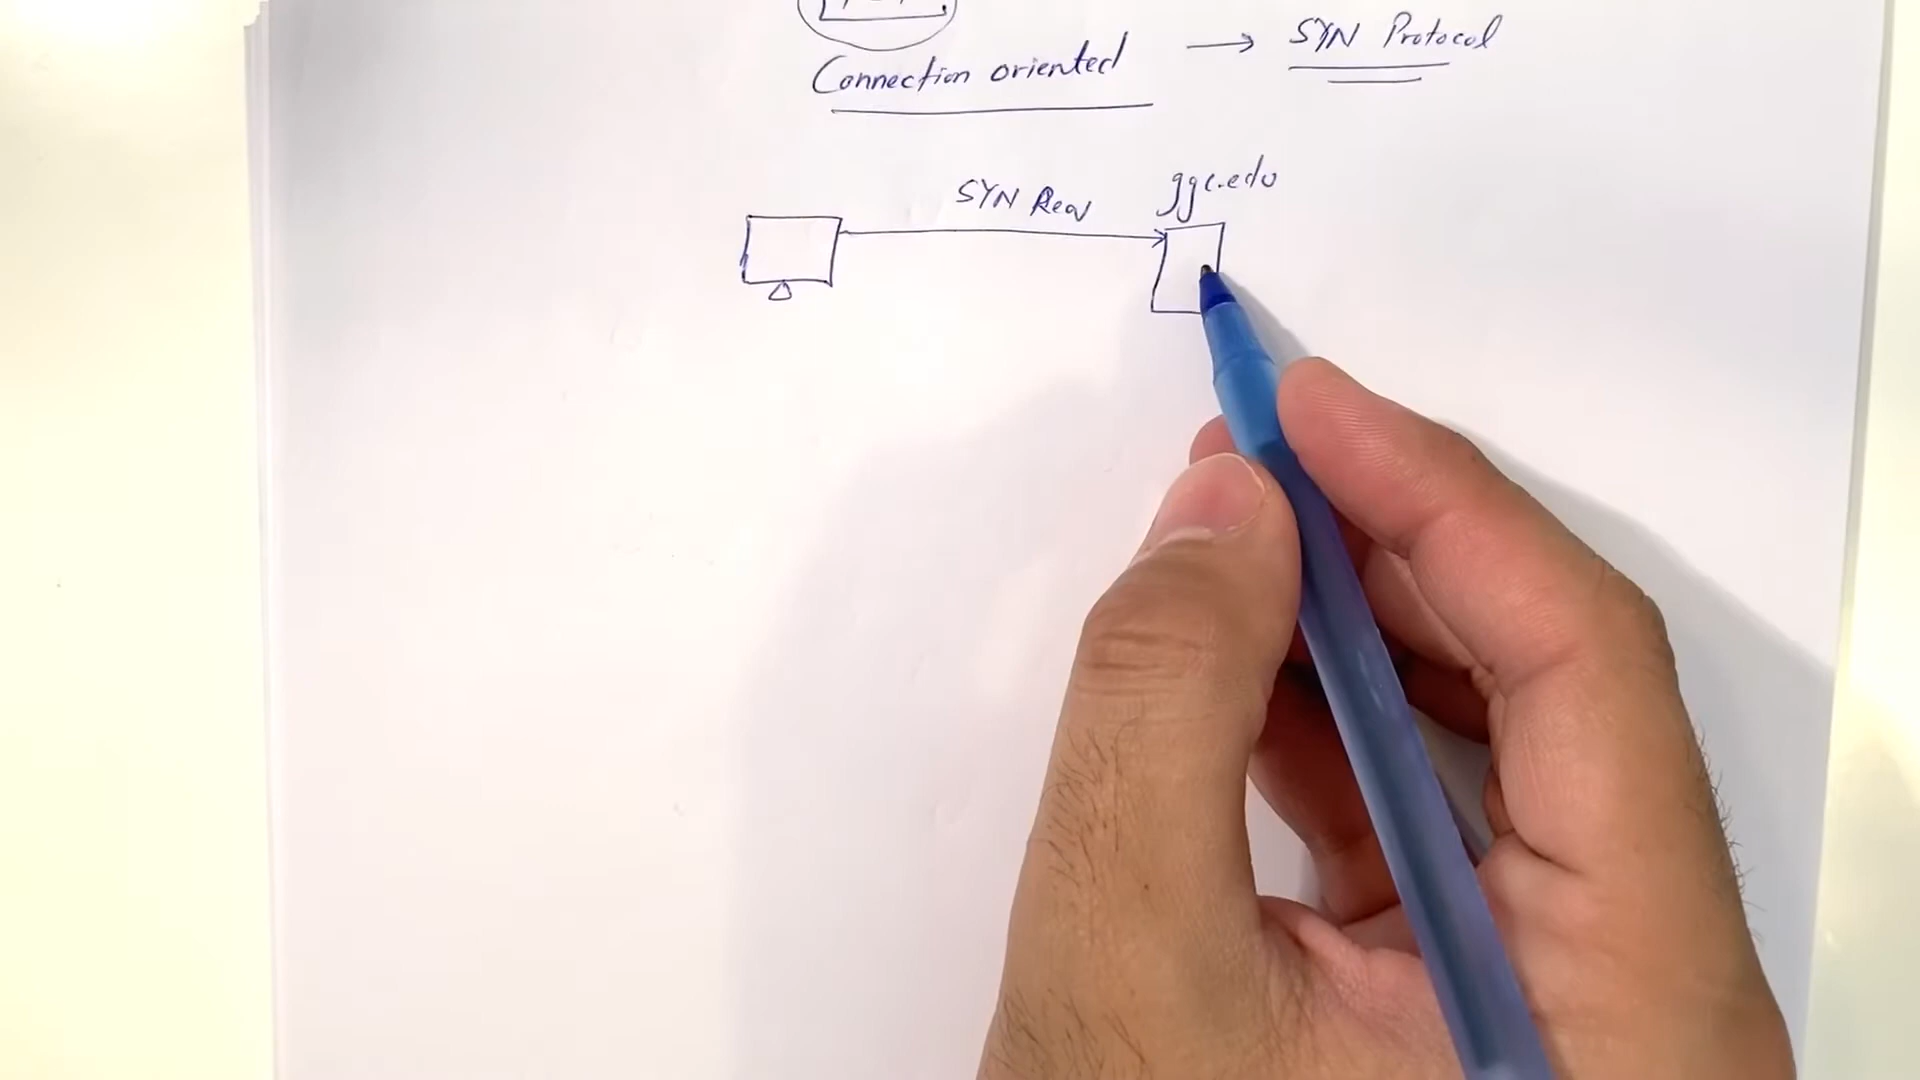 Connection oriented → SYN Protocol
SYN Req
ggc.edu